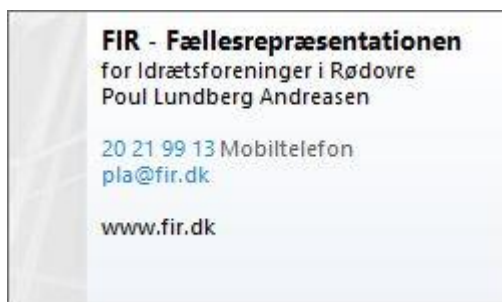 FIR - Fællesrepræsentationen
for Idrætsforeninger i Rødovre
Poul Lundberg Andreasen
20 21 99 13 Mobiltelefon
pla@fir.dk
www.fir.dk